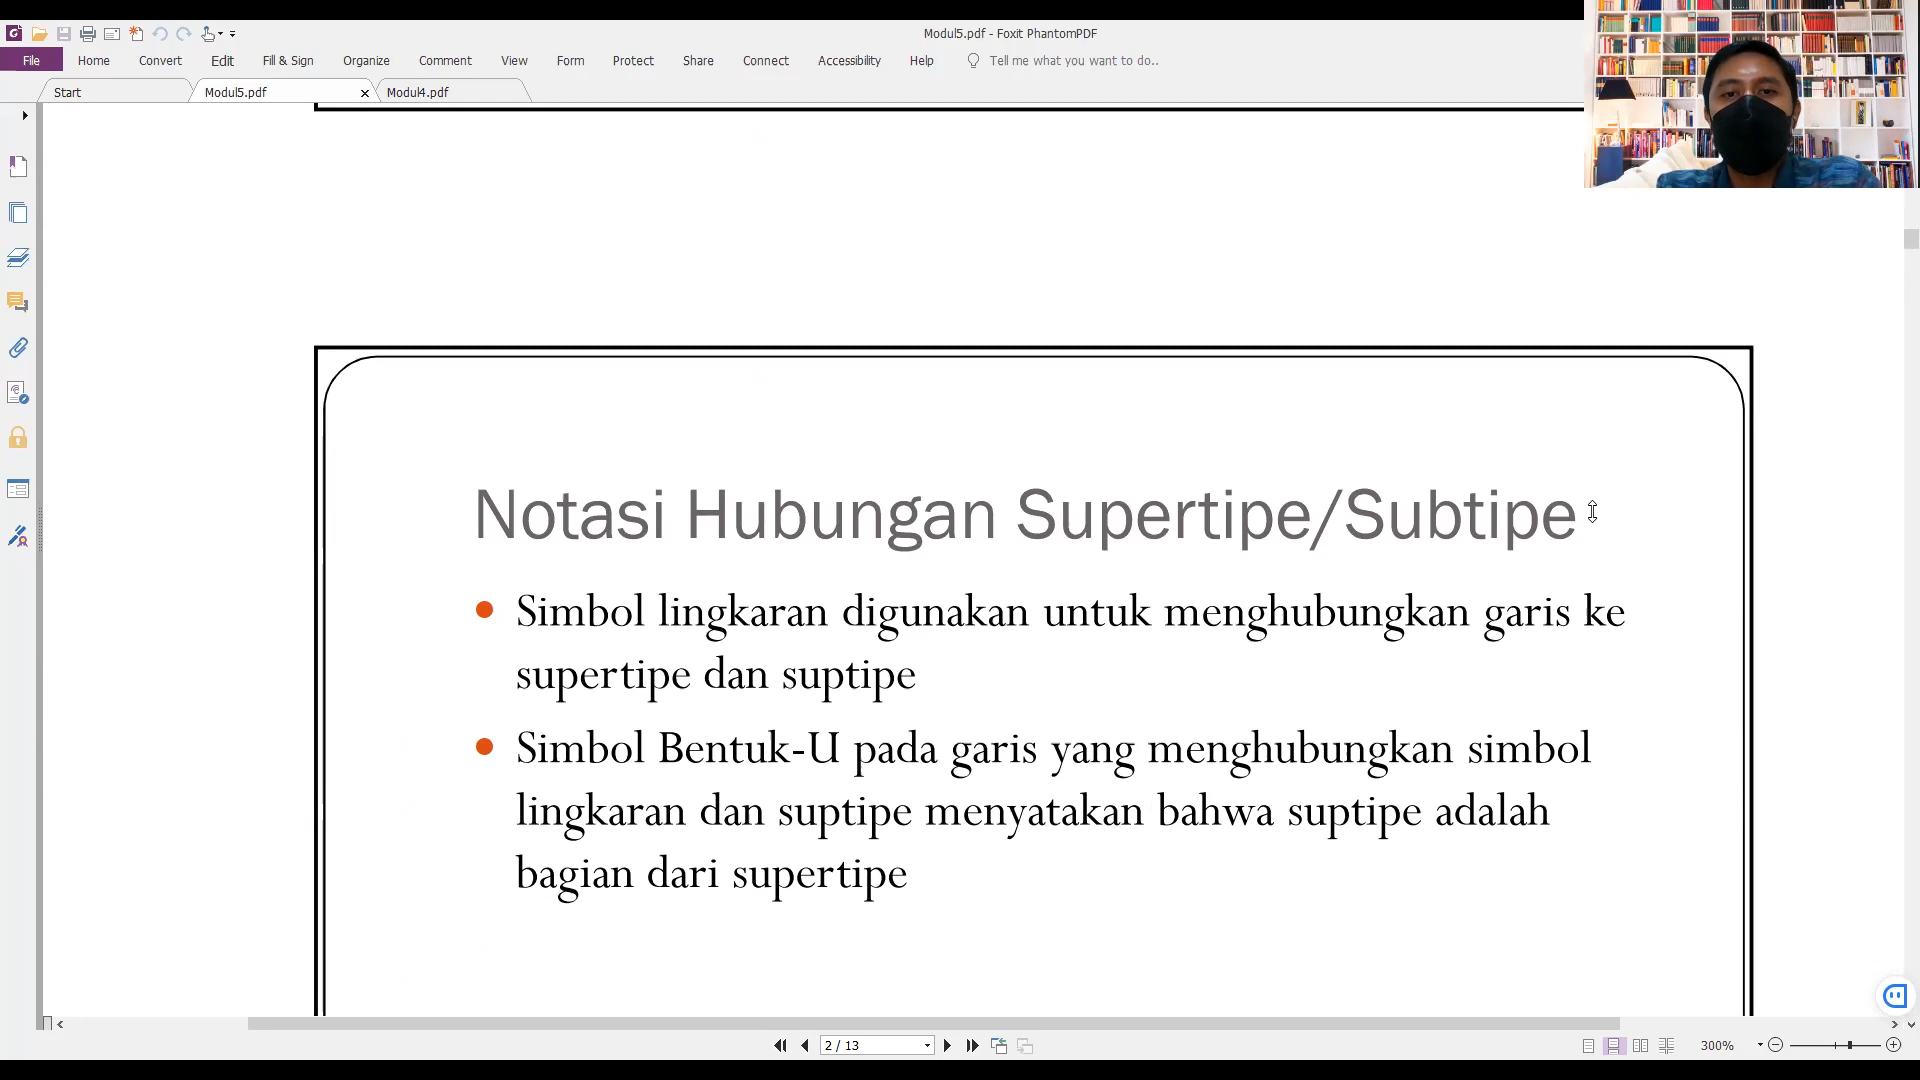 Modul5.pdf - Foxit PhantomPDF
File Home Convert Edit Fill & Sign Organize Comment View Form Protect Share Connect Accessibility Help Tell me what you want to do..
Start Modul5.pdf Modul4.pdf
Notasi Hubungan Supertipe/Subtipe
Simbol lingkaran digunakan untuk menghubungkan garis ke
supertipe dan suptipe
Simbol Bentuk-U pada garis yang menghubungkan simbol
lingkaran dan suptipe menyatakan bahwa suptipe adalah
bagian dari supertipe
2 / 13
300%